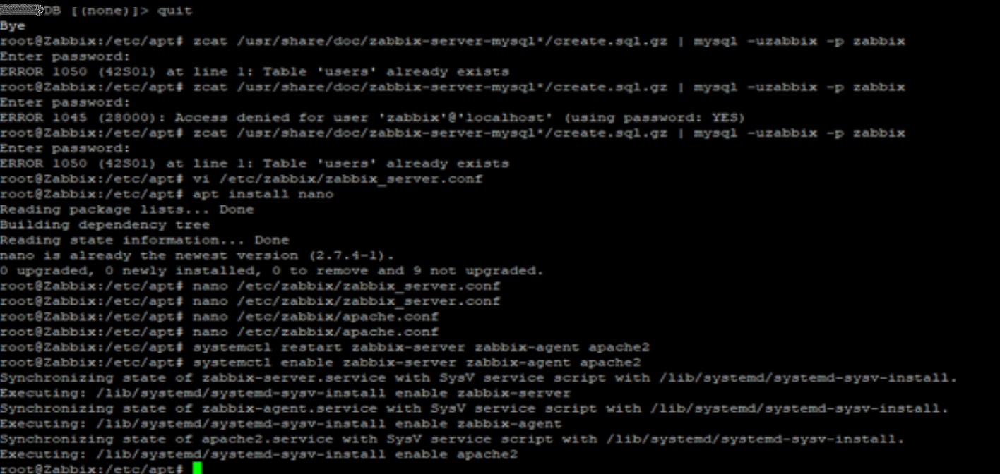 DB [(none)]> quit
Bye
root@Zabbix:/etc/apt# zcat /usr/share/doc/zabbix-server-mysql*/create.sql.gz | mysql -uzabbix -p zabbix
Enter password:
ERROR 1050 (42S01) at line 1: Table 'users' already exists
root@Zabbix:/etc/apt# zcat /usr/share/doc/zabbix-server-mysql*/create.sql.gz | mysql -uzabbix -p zabbix
Enter password:
ERROR 1045 (28000): Access denied for user 'zabbix'@'localhost' (using password: YES)
root@Zabbix:/etc/apt# zcat /usr/share/doc/zabbix-server-mysql*/create.sql.gz | mysql -uzabbix -p zabbix
Enter password:
ERROR 1050 (42S01) at line 1: Table 'users' already exists
root@Zabbix:/etc/apt# vi /etc/zabbix/zabbix_server.conf
root@Zabbix:/etc/apt# apt install nano
Reading package lists... Done
Building dependency tree
Reading state information... Done
nano is already the newest version (2.7.4-1).
0 upgraded, 0 newly installed, 0 to remove and 9 not upgraded.
root@Zabbix:/etc/apt# nano /etc/zabbix/zabbix_server.conf
root@Zabbix:/etc/apt# nano /etc/zabbix/zabbix_server.conf
root@Zabbix:/etc/apt# nano /etc/zabbix/apache.conf
root@Zabbix:/etc/apt# nano /etc/zabbix/apache.conf
root@Zabbix:/etc/apt# systemctl restart zabbix-server zabbix-agent apache2
root@Zabbix:/etc/apt# systemctl enable zabbix-server zabbix-agent apache2
Synchronizing state of zabbix-server.service with SysV service script with /lib/systemd/systemd-sysv-install.
Executing: /lib/systemd/systemd-sysv-install enable zabbix-server
Synchronizing state of zabbix-agent.service with SysV service script with /lib/systemd/systemd-sysv-install.
Executing: /lib/systemd/systemd-sysv-install enable zabbix-agent
Synchronizing state of apache2.service with SysV service script with /lib/systemd/systemd-sysv-install.
Executing: /lib/systemd/systemd-sysv-install enable apache2
root@Zabbix:/etc/apt#